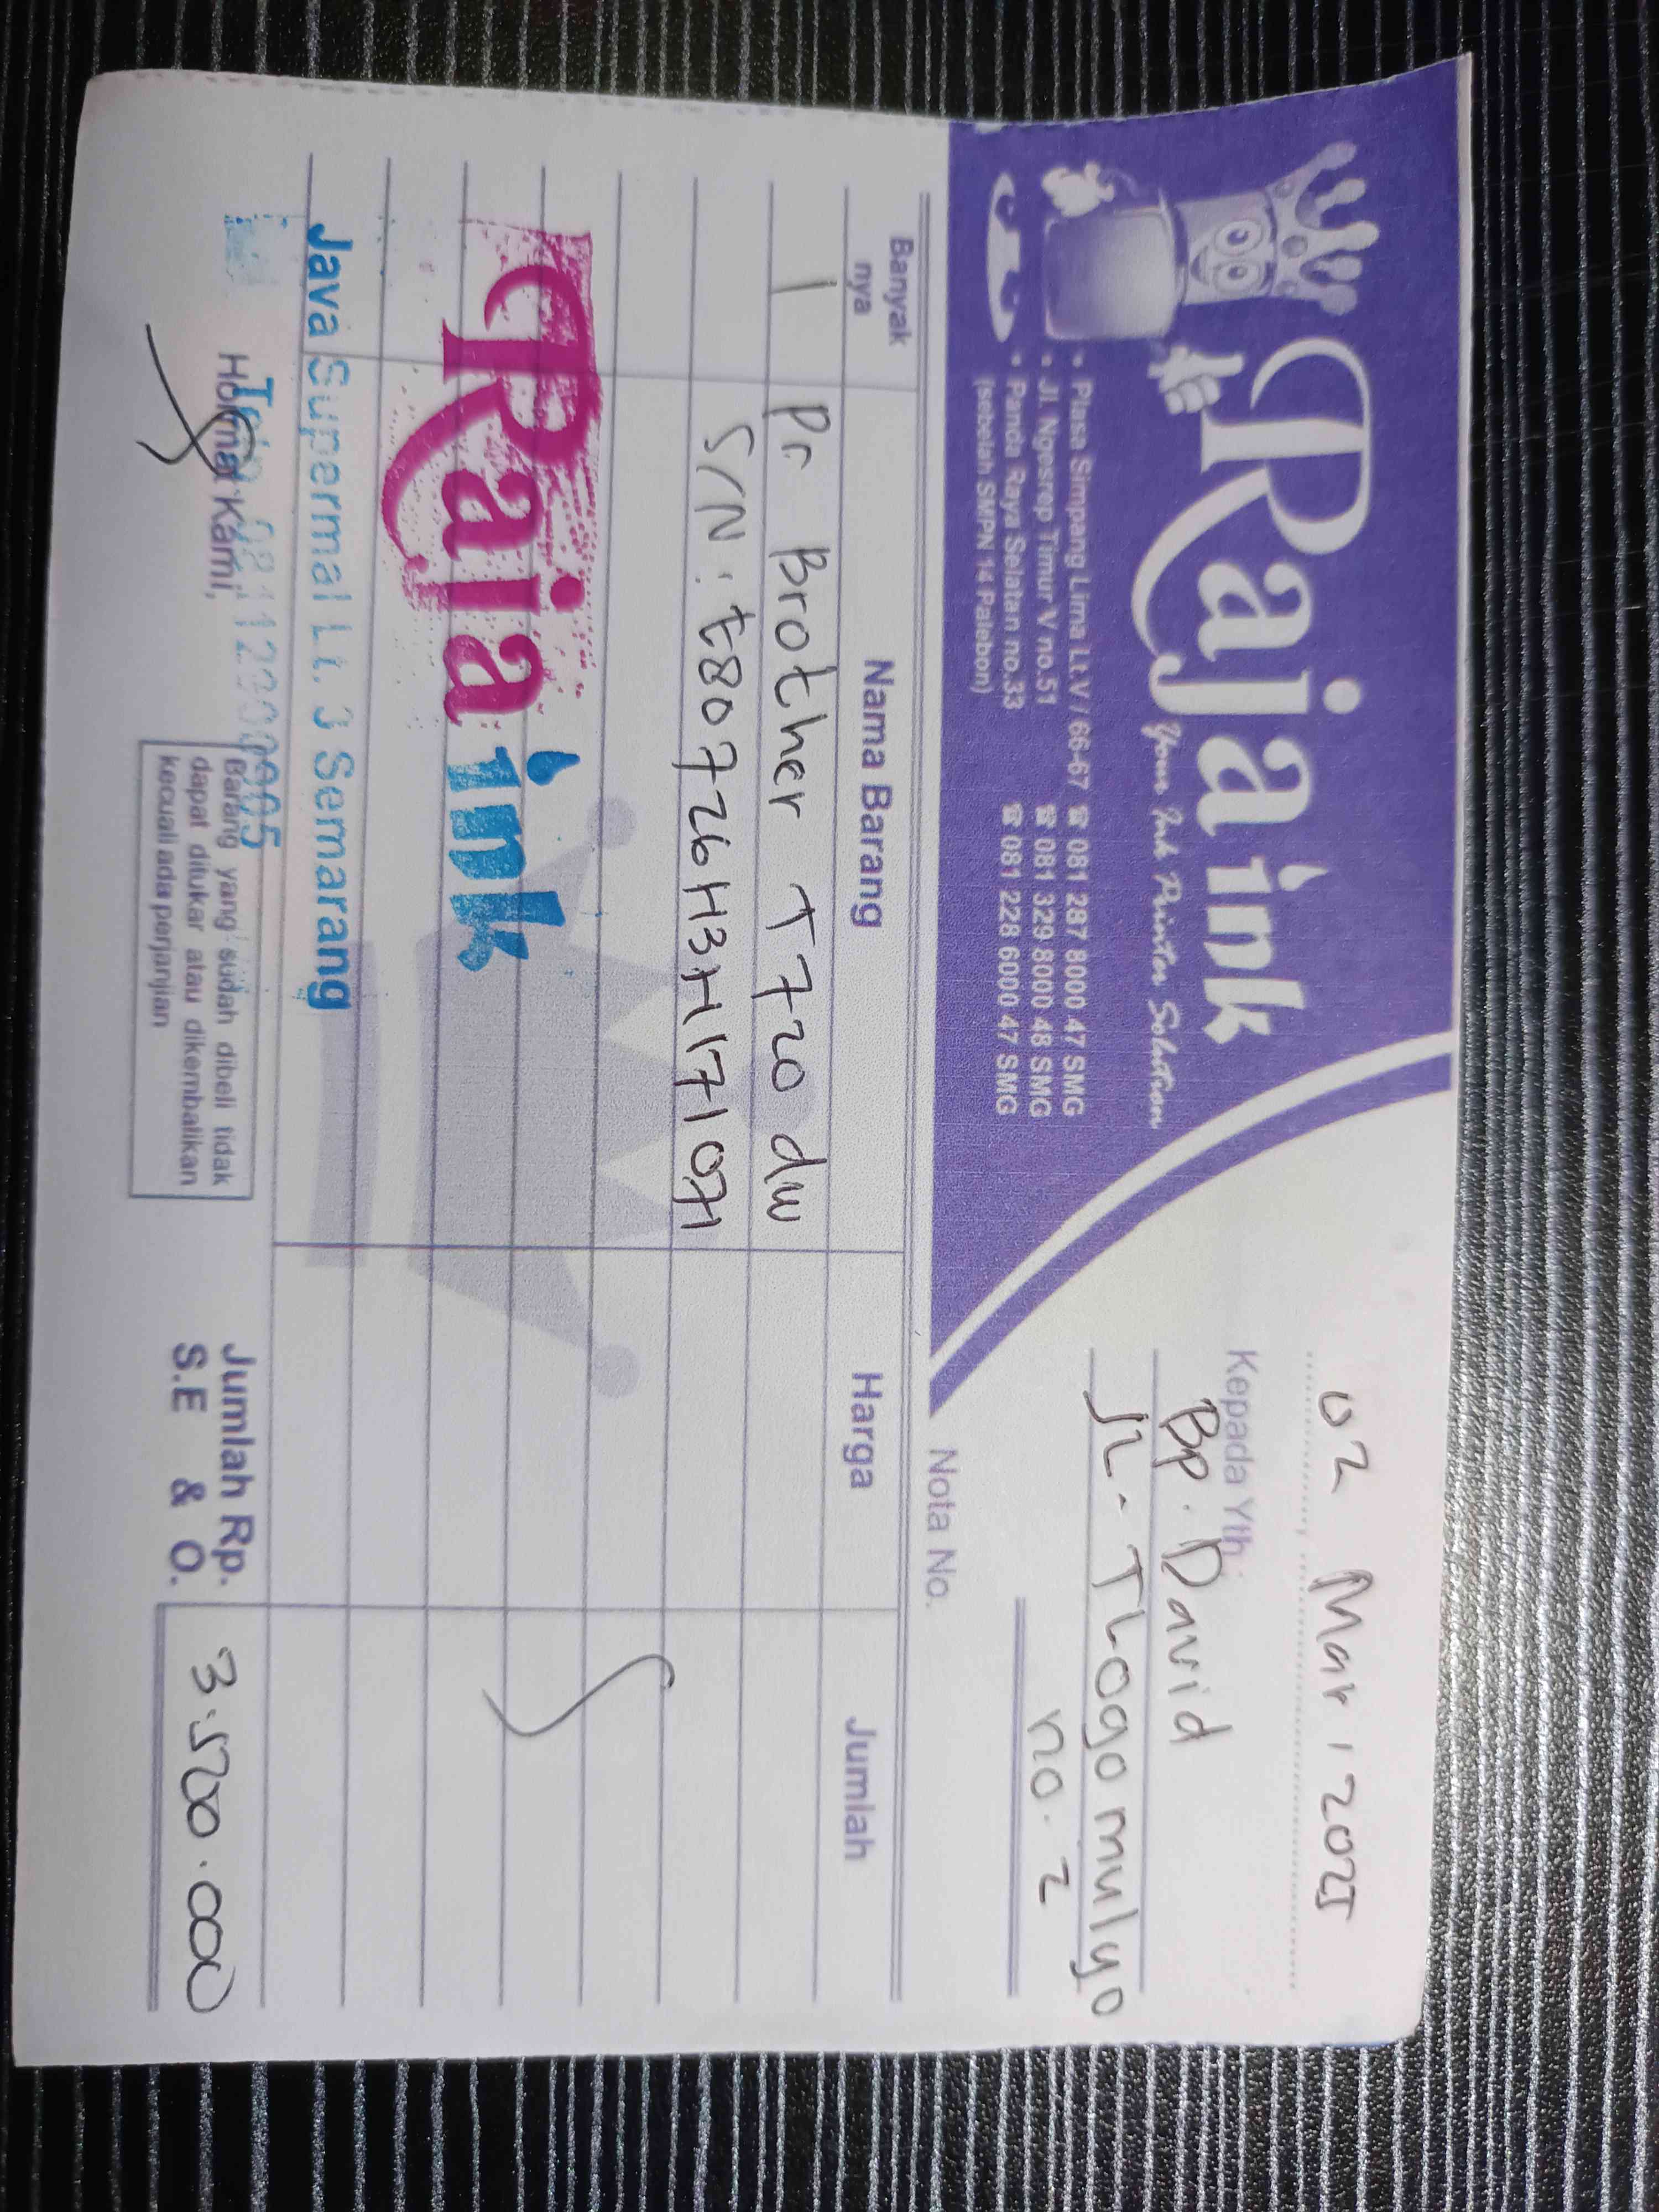 Raja ink
Your Ink Printer Solution
• Plasa Simpang Lima Lt.V / 66-67 ☎ 081 287 8000 47 SMG
• Jl. Ngesrep Timur V no.51 ☎ 081 329 8000 48 SMG
• Panda Raya Selatan no.33 ☎ 081 228 6000 47 SMG
(sebelah SMPN 14 Palebon)
02 Mar, 2025
Kepada Yth:
Bp. David
JL. TLogo mulyo
no. 2
Nota No.
Banyak nya Nama Barang Harga Jumlah
1 Pr Brother T720 dw
S/N: E80726H3H171071
Raja ink
Java Supermal Lt. 3 Semarang
Hormat Kami,
Barang yang sudah dibeli tidak
dapat ditukar atau dikembalikan
kecuali ada perjanjian
Jumlah Rp. 3.500.000
S.E & O.